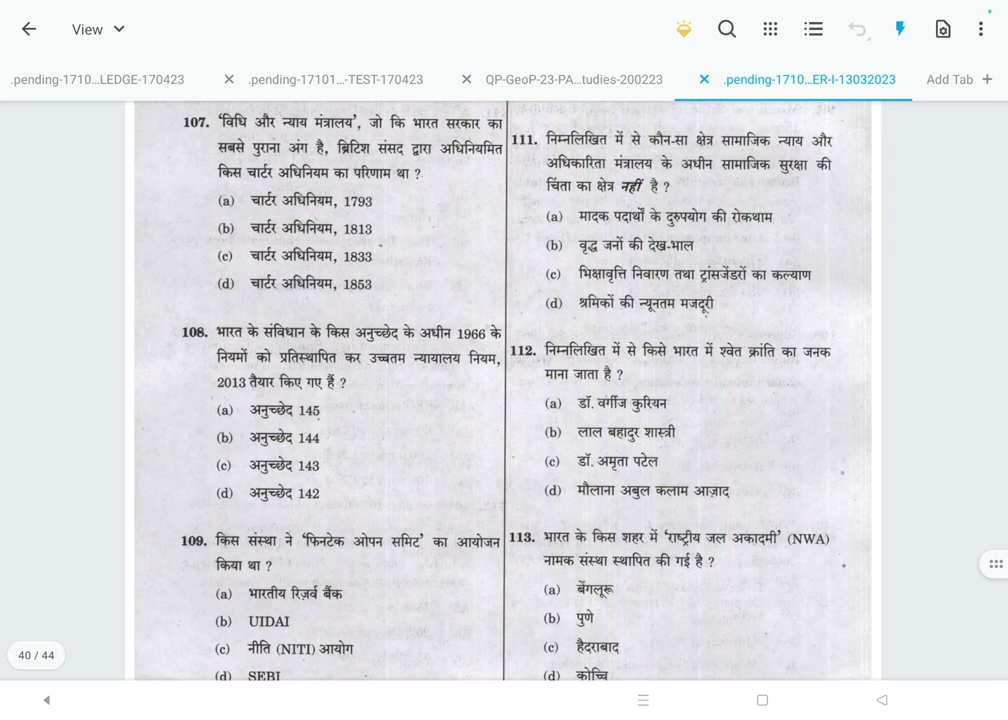 View
.pending-1710...LEDGE-170423
.pending-17101...-TEST-170423
QP-GeoP-23-PA...tudies-200223
.pending-1710...ER-I-13032023
Add Tab +
107. ‘विधि और न्याय मंत्रालय’, जो कि भारत सरकार का
सबसे पुराना अंग है, ब्रिटिश संसद द्वारा अधिनियमित
किस चार्टर अधिनियम का परिणाम था ?
(a) चार्टर अधिनियम, 1793
(b) चार्टर अधिनियम, 1813
(c) चार्टर अधिनियम, 1833
(d) चार्टर अधिनियम, 1853
108. भारत के संविधान के किस अनुच्छेद के अधीन 1966 के
नियमों को प्रतिस्थापित कर उच्चतम न्यायालय नियम,
2013 तैयार किए गए हैं ?
(a) अनुच्छेद 145
(b) अनुच्छेद 144
(c) अनुच्छेद 143
(d) अनुच्छेद 142
109. किस संस्था ने ‘फिनटेक ओपन समिट’ का आयोजन
किया था ?
(a) भारतीय रिज़र्व बैंक
(b) UIDAI
(c) नीति (NITI) आयोग
(d) SEBI
111. निम्नलिखित में से कौन-सा क्षेत्र सामाजिक न्याय और
अधिकारिता मंत्रालय के अधीन सामाजिक सुरक्षा की
चिंता का क्षेत्र नहीं है ?
(a) मादक पदार्थों के दुरुपयोग की रोकथाम
(b) वृद्ध जनों की देख-भाल
(c) भिक्षावृत्ति निवारण तथा ट्रांसजेंडरों का कल्याण
(d) श्रमिकों की न्यूनतम मजदूरी
112. निम्नलिखित में से किसे भारत में श्वेत क्रांति का जनक
माना जाता है ?
(a) डॉ. वर्गीज कुरियन
(b) लाल बहादुर शास्त्री
(c) डॉ. अमृता पटेल
(d) मौलाना अबुल कलाम आज़ाद
113. भारत के किस शहर में ‘राष्ट्रीय जल अकादमी’ (NWA)
नामक संस्था स्थापित की गई है ?
(a) बेंगलूरू
(b) पुणे
(c) हैदराबाद
(d) कोच्चि
40 / 44